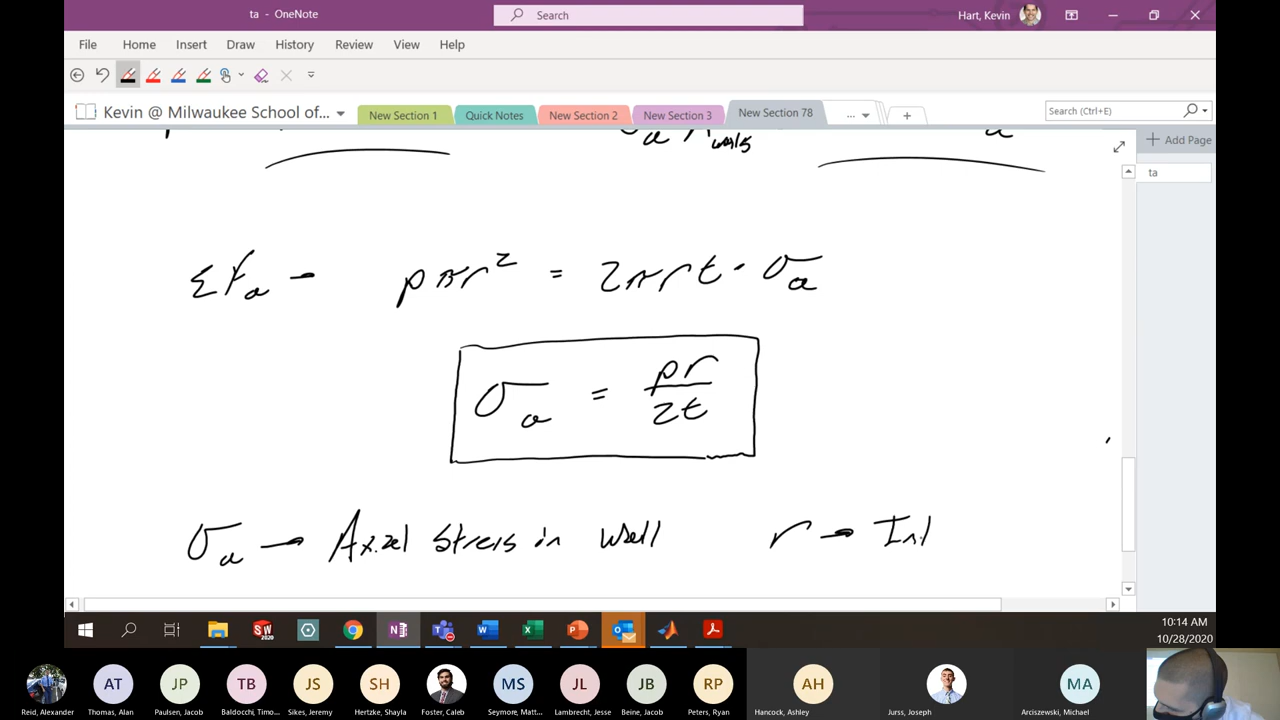 ta - OneNote
Search
Hart, Kevin
File Home Insert Draw History Review View Help
Kevin @ Milwaukee School of... New Section 1 Quick Notes New Section 2 New Section 3 New Section 78 ... + Search (Ctrl+E)
+ Add Page
ta
σa Awalls
a
ΣFa → pπr² = 2πrt · σa
σa = pr/2t
σa → Axial Stress in Wall r → Int
10:14 AM
10/28/2020
AT JP TB JS SH MS JL JB RP AH MA
Reid, Alexander Thomas, Alan Paulsen, Jacob Baldocchi, Timo... Sikes, Jeremy Hertzke, Shayla Foster, Caleb Seymore, Matt... Lambrecht, Jesse Beine, Jacob Peters, Ryan Hancock, Ashley Jurss, Joseph Arciszewski, Michael